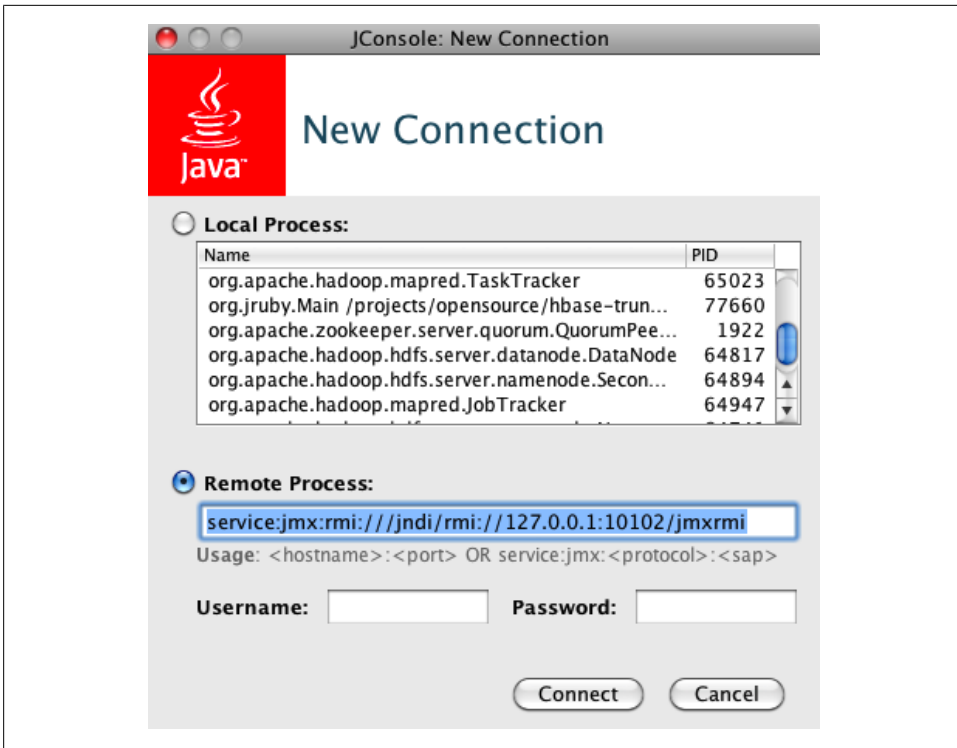 JConsole: New Connection
Java™
New Connection
Local Process:
Name PID
org.apache.hadoop.mapred.TaskTracker 65023
org.jruby.Main /projects/opensource/hbase-trun... 77660
org.apache.zookeeper.server.quorum.QuorumPee... 1922
org.apache.hadoop.hdfs.server.datanode.DataNode 64817
org.apache.hadoop.hdfs.server.namenode.Secon... 64894
org.apache.hadoop.mapred.JobTracker 64947
Remote Process:
service:jmx:rmi:///jndi/rmi://127.0.0.1:10102/jmxrmi
Usage: <hostname>:<port> OR service:jmx:<protocol>:<sap>
Username: Password:
Connect Cancel